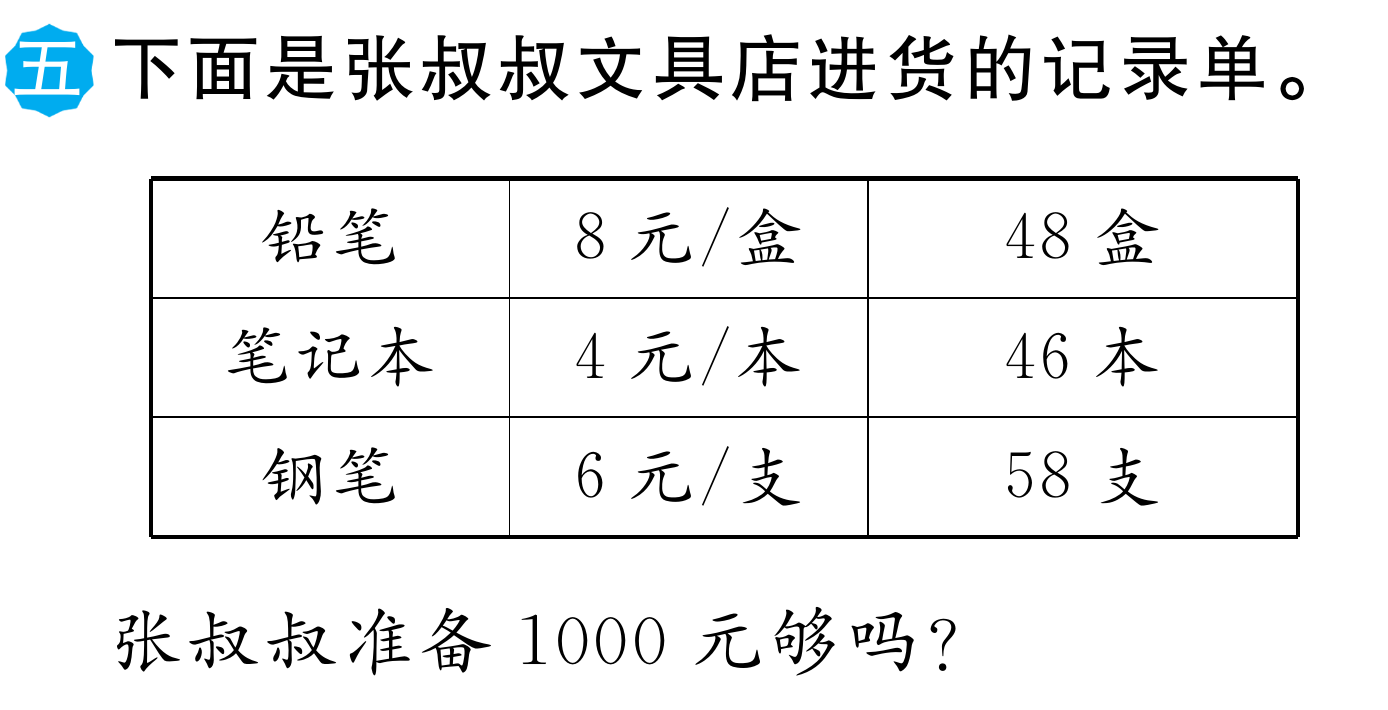 五 下面是张叔叔文具店进货的记录单。
铅笔 8 元/盒 48 盒
笔记本 4 元/本 46 本
钢笔 6 元/支 58 支
张叔叔准备 1000 元够吗?